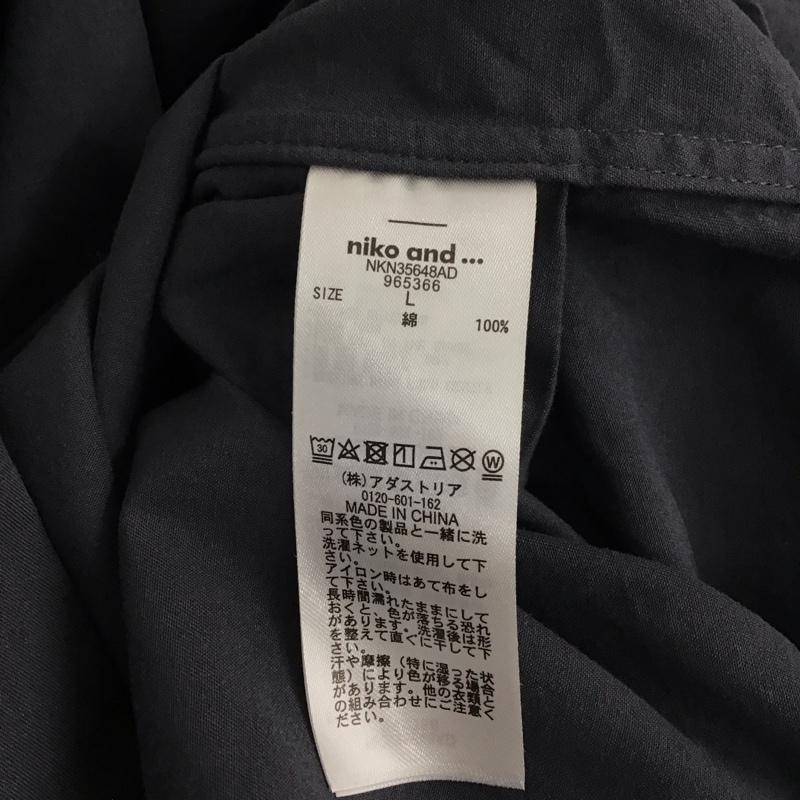 niko and ...
NKN35648AD
965366
SIZE L
綿 100%
30
W
(株)アダストリア
0120-601-162
MADE IN CHINA
同系色の製品と一緒に洗
って下さい。
洗濯ネットを使用して下
さい。
アイロン時はあて布をし
て下さい。
長時間濡れたままにして
おくと、色が落ちる恐れ
があります。洗濯後は形
を整えて直ぐに干して下
さい。
汗や摩擦(特に湿った状
態)により色が移る場合と
があります。他の衣類
の組み合わせにご注意く
ださい。